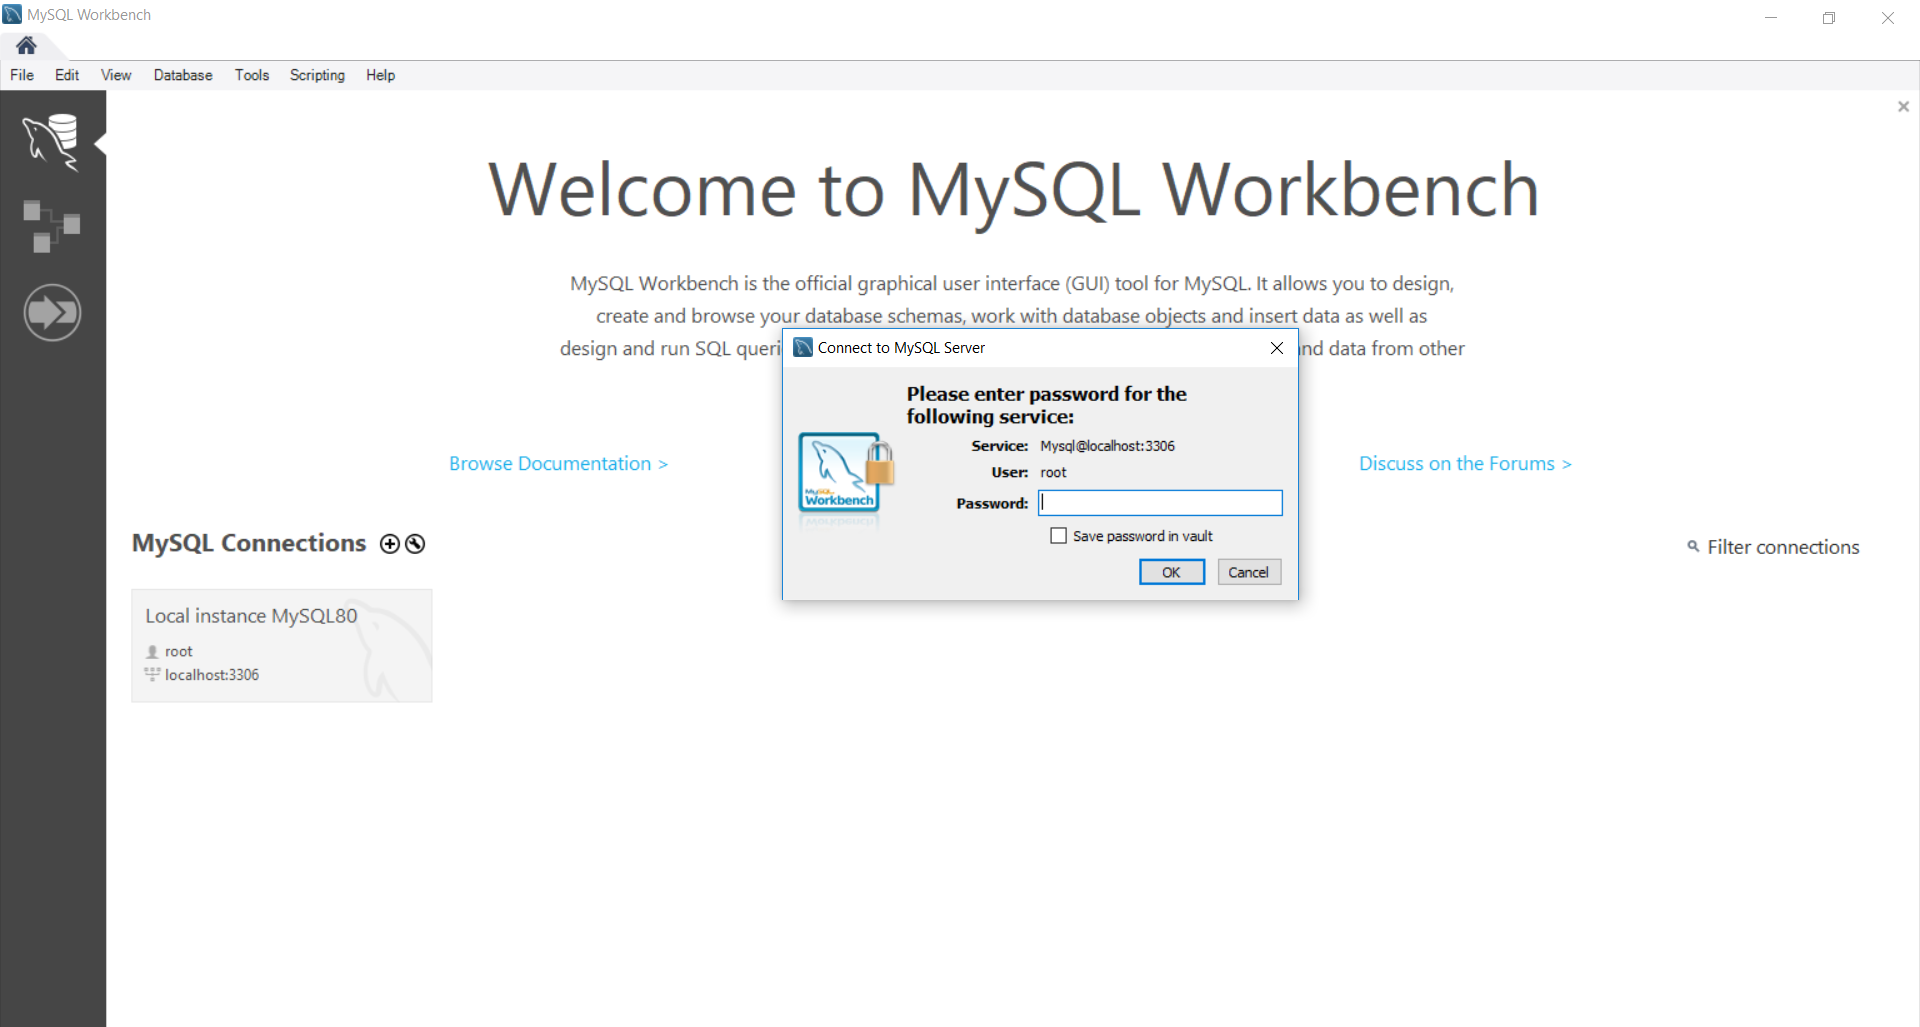 MySQL Workbench
File Edit View Database Tools Scripting Help
Welcome to MySQL Workbench
MySQL Workbench is the official graphical user interface (GUI) tool for MySQL. It allows you to design,
create and browse your database schemas, work with database objects and insert data as well as
design and run SQL queri
nd data from other
Connect to MySQL Server
Please enter password for the
following service:
Service: Mysql@localhost:3306
User: root
Password:
Save password in vault
OK Cancel
MySQL
Workbench
Browse Documentation >
Discuss on the Forums >
MySQL Connections
Filter connections
Local instance MySQL80
root
localhost:3306